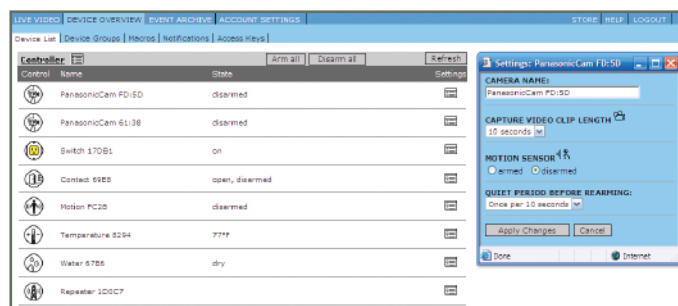 LIVE VIDEO DEVICE OVERVIEW EVENT ARCHIVE ACCOUNT SETTINGS STORE HELP LOGOUT
Device List Device Groups Macros Notifications Access Keys
Controller Arm all Disarm all Refresh
Control Name State Settings
PanasonicCam FD:5D disarmed
PanasonicCam 61:38 disarmed
Switch 17DB1 on
Contact 69E8 open, disarmed
Motion FC28 disarmed
Temperature 8294 77°F
Water 67B6 dry
Repeater 1D0C7
Settings: PanasonicCam FD:5D
CAMERA NAME:
PanasonicCam FD:5D
CAPTURE VIDEO CLIP LENGTH
10 seconds
MOTION SENSOR
armed disarmed
QUIET PERIOD BEFORE REARMING:
Once per 10 seconds
Apply Changes Cancel
Done Internet